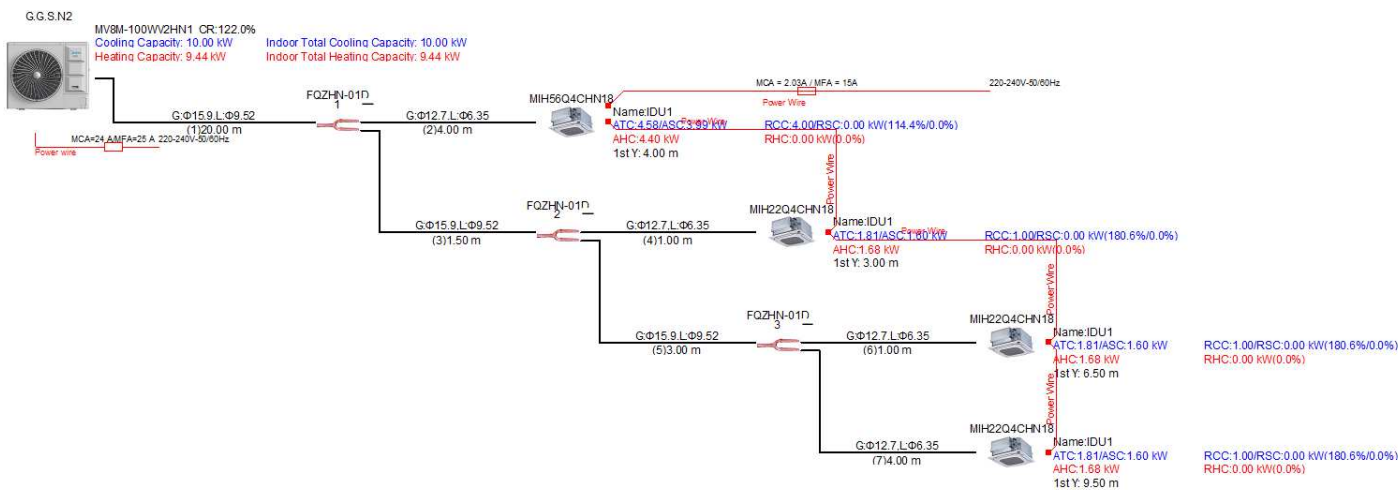 G.G.S.N2
MV8M-100WV2HN1 CR:122.0%
Cooling Capacity: 10.00 kW Indoor Total Cooling Capacity: 10.00 kW
Heating Capacity: 9.44 kW Indoor Total Heating Capacity: 9.44 kW
MCA = 2.03A / MFA = 15A 220-240V-50/60Hz
Power Wire
FQZHN-01D
1
MIH56Q4CHN18
G:Φ15.9,L:Φ9.52
(1)20.00 m
G:Φ12.7,L:Φ6.35
(2)4.00 m
Name:IDU1
Power Wire
ATC:4.58/ASC:3.99 kW RCC:4.00/RSC:0.00 kW(114.4%/0.0%)
AHC:4.40 kW RHC:0.00 kW(0.0%)
1st Y: 4.00 m
MCA=24 A/MFA=25 A 220-240V-50/60Hz
Power wire
Power Wire
FQZHN-01D
2
MIH22Q4CHN18
G:Φ15.9,L:Φ9.52
(3)1.50 m
G:Φ12.7,L:Φ6.35
(4)1.00 m
Name:IDU1
Power Wire
ATC:1.81/ASC:1.60 kW RCC:1.00/RSC:0.00 kW(180.6%/0.0%)
AHC:1.68 kW RHC:0.00 kW(0.0%)
1st Y: 3.00 m
Power Wire
FQZHN-01D
3
MIH22Q4CHN18
G:Φ15.9,L:Φ9.52
(5)3.00 m
G:Φ12.7,L:Φ6.35
(6)1.00 m
Name:IDU1
ATC:1.81/ASC:1.60 kW RCC:1.00/RSC:0.00 kW(180.6%/0.0%)
AHC:1.68 kW RHC:0.00 kW(0.0%)
1st Y: 6.50 m
Power Wire
MIH22Q4CHN18
G:Φ12.7,L:Φ6.35
(7)4.00 m
Name:IDU1
ATC:1.81/ASC:1.60 kW RCC:1.00/RSC:0.00 kW(180.6%/0.0%)
AHC:1.68 kW RHC:0.00 kW(0.0%)
1st Y: 9.50 m